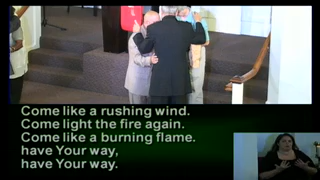 Come like a rushing wind.
Come light the fire again.
Come like a burning flame.
have Your way,
have Your way.